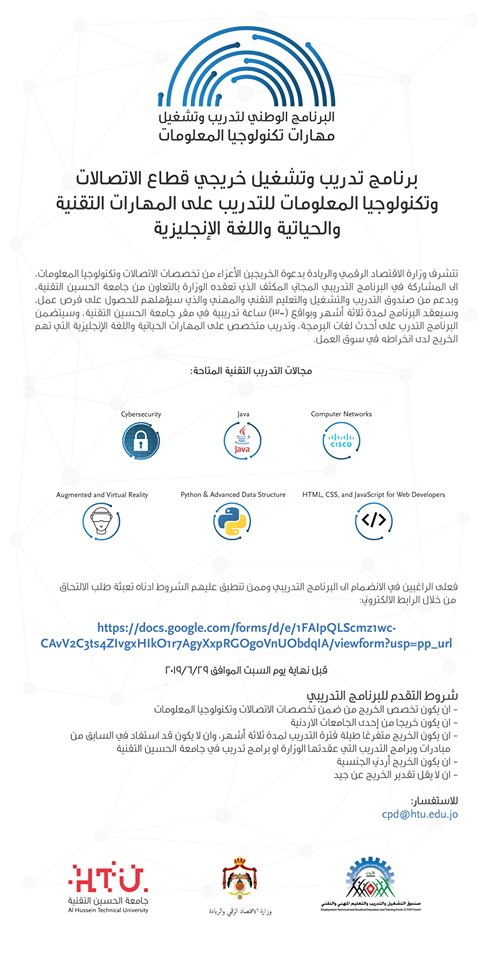 البرنامج الوطني لتدريب وتشغيل
مهارات تكنولوجيا المعلومات
برنامج تدريب وتشغيل خريجي قطاع الاتصالات
وتكنولوجيا المعلومات للتدريب على المهارات التقنية
والحياتية واللغة الإنجليزية
تتشرف وزارة الاقتصاد الرقمي والريادة بدعوة الخريجين الأعزاء من تخصصات الاتصالات وتكنولوجيا المعلومات،
الى المشاركة في البرنامج التدريبي المجاني المكثف الذي تعقده الوزارة بالتعاون من جامعة الحسين التقنية،
وبدعم من صندوق التدريب والتشغيل والتعليم التقني والمهني والذي سيؤهلهم للحصول على فرص عمل،
وسيعقد البرنامج لمدة ثلاثة أشهر وبواقع (٣٠٠) ساعة تدريبية في مقر جامعة الحسين التقنية، وسيتضمن
البرنامج التدرب على أحدث لغات البرمجة، وتدريب متخصص على المهارات الحياتية واللغة الإنجليزية التي تهم
الخريج لدى انخراطه في سوق العمل.
مجالات التدريب التقنية المتاحة:
Cybersecurity
Java
Computer Networks
Java
CISCO
Augmented and Virtual Reality
Python & Advanced Data Structure
HTML, CSS, and JavaScript for Web Developers
</>
فعلى الراغبين في الانضمام الى البرنامج التدريبي وممن تنطبق عليهم الشروط ادناه تعبئة طلب الالتحاق
من خلال الرابط الالكتروني:
https://docs.google.com/forms/d/e/1FAIpQLScmz1wc-
CAvV2C3ts4ZIvgxHIkO1r7AgyXxpRGOgoVnUObdqIA/viewform?usp=pp_url
قبل نهاية يوم السبت الموافق ٢٠١٩/٦/٢٩
شروط التقدم للبرنامج التدريبي
- ان يكون تخصص الخريج من ضمن تخصصات الاتصالات وتكنولوجيا المعلومات
- ان يكون خريجا من إحدى الجامعات الاردنية
- ان يكون الخريج متفرغا طيلة فترة التدريب لمدة ثلاثة أشهر، وان لا يكون قد استفاد في السابق من
مبادرات وبرامج التدريب التي عقدتها الوزارة او برامج تدريب في جامعة الحسين التقنية
- ان يكون الخريج أردني الجنسية
- ان لا يقل تقدير الخريج عن جيد
للاستفسار:
cpd@htu.edu.jo
HTU
جامعة الحسين التقنية
Al Hussein Technical University
وزارة الاقتصاد الرقمي والريادة
صندوق التشغيل والتدريب والتعليم المهني والتقني